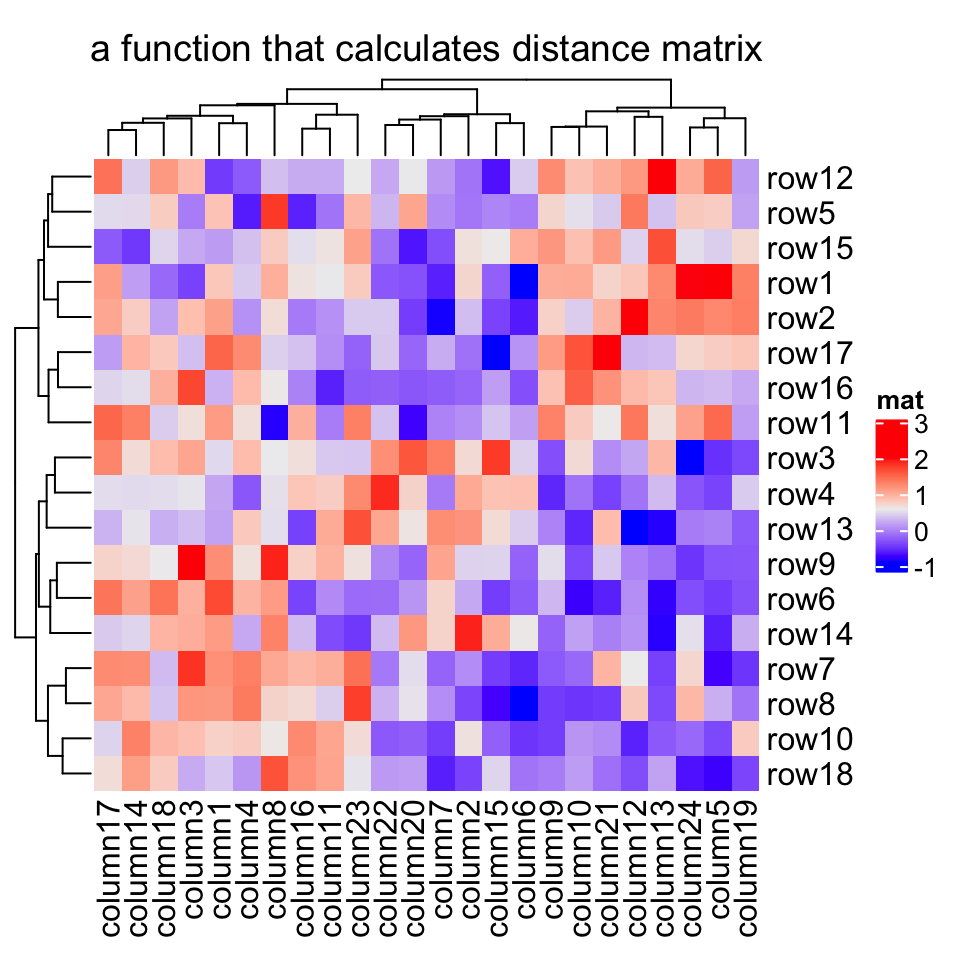 a function that calculates distance matrix
row12
row5
row15
row1
row2
row17
row16
row11
row3
row4
row13
row9
row6
row14
row7
row8
row10
row18
mat
3
2
1
0
-1
column17
column14
column18
column3
column1
column4
column8
column16
column11
column23
column22
column20
column7
column2
column15
column6
column9
column10
column21
column12
column13
column24
column5
column19